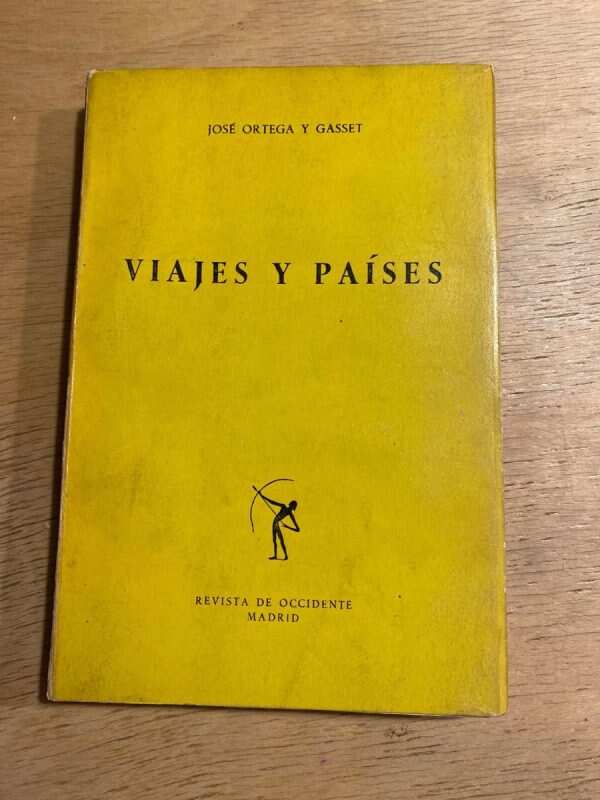 JOSÉ ORTEGA Y GASSET
VIAJES Y PAÍSES
REVISTA DE OCCIDENTE
MADRID